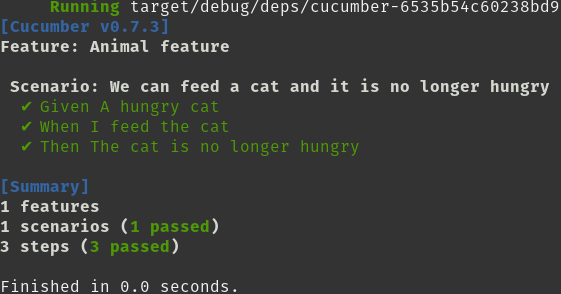 Running target/debug/deps/cucumber-6535b54c60238bd9
[Cucumber v0.7.3]
Feature: Animal feature
Scenario: We can feed a cat and it is no longer hungry
✔ Given A hungry cat
✔ When I feed the cat
✔ Then The cat is no longer hungry
[Summary]
1 features
1 scenarios (1 passed)
3 steps (3 passed)
Finished in 0.0 seconds.